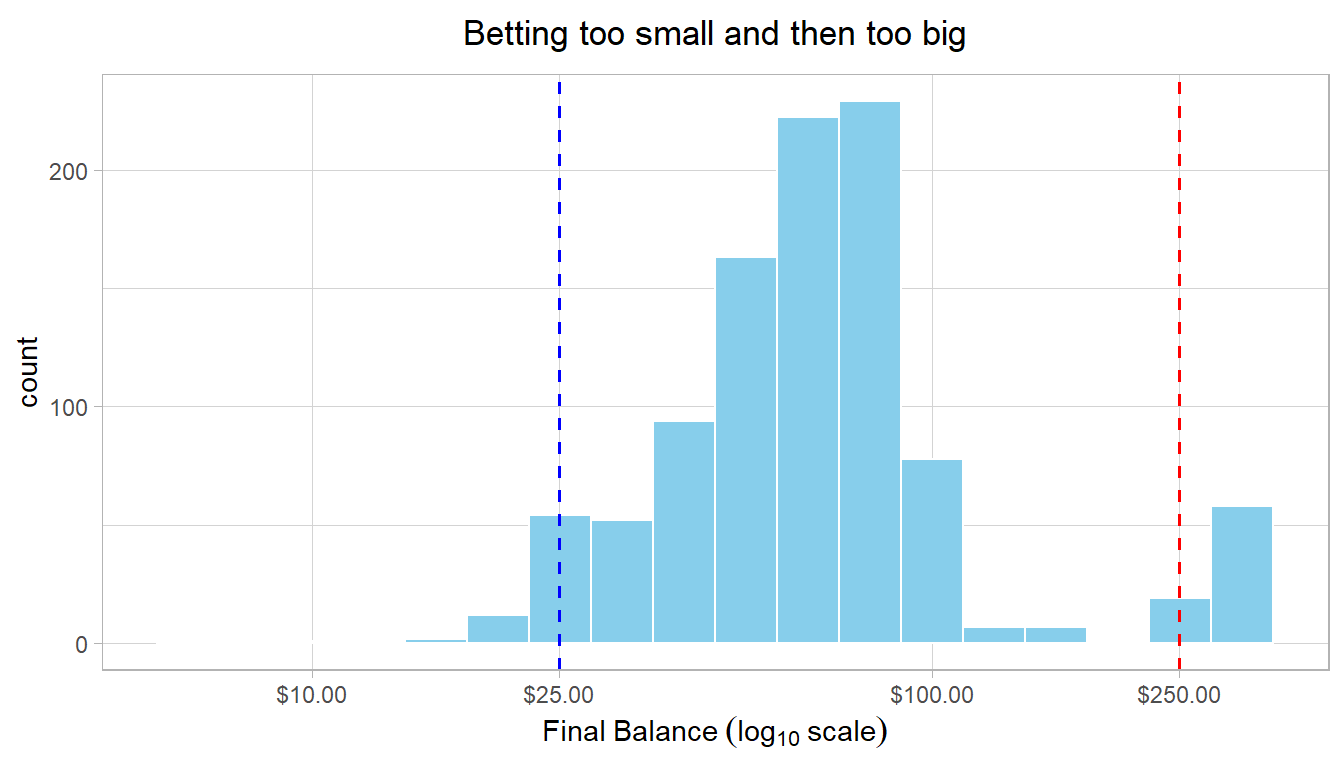 Betting too small and then too big
count
200
100
0
$10.00 $25.00 $100.00 $250.00
Final Balance (log10 scale)